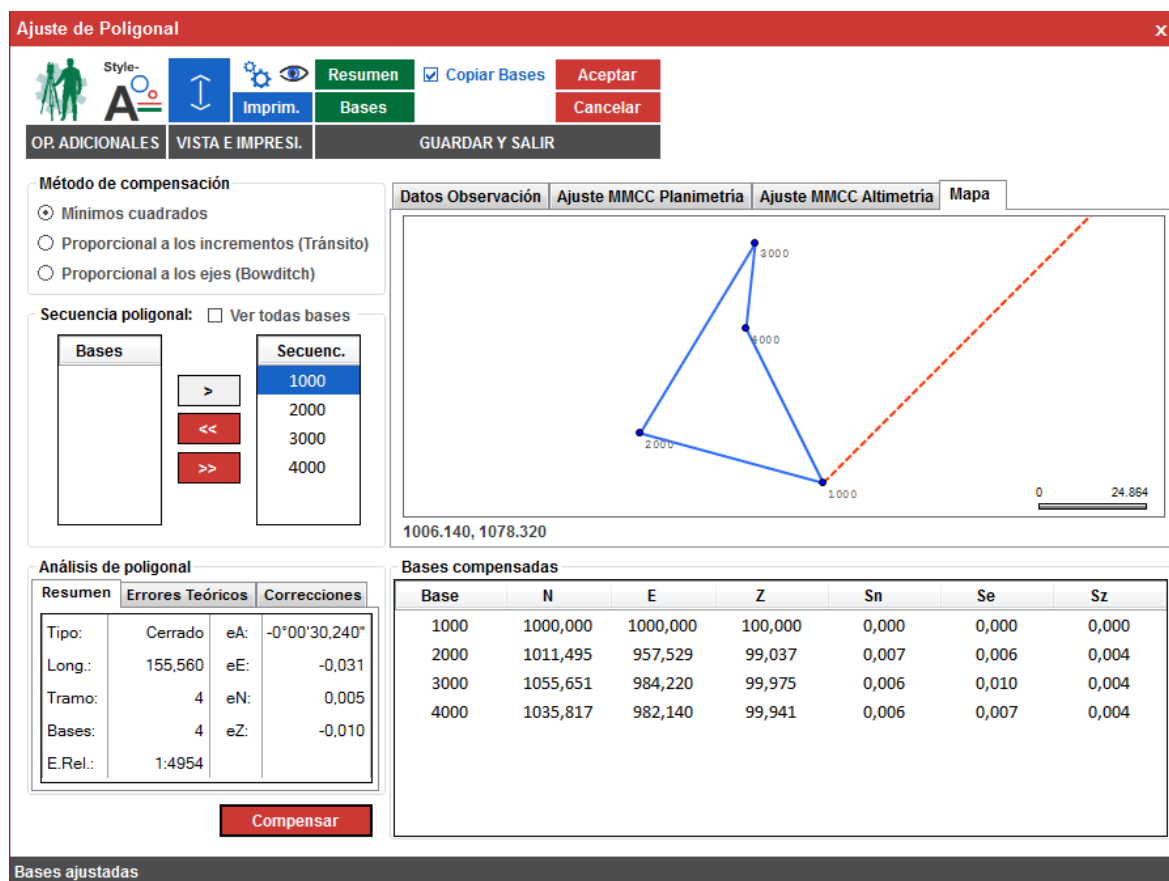 Ajuste de Poligonal x
Style-
A
Resumen Copiar Bases Aceptar
Imprim. Bases Cancelar
OP. ADICIONALES VISTA E IMPRESI. GUARDAR Y SALIR
Método de compensación
Mínimos cuadrados
Proporcional a los incrementos (Tránsito)
Proporcional a los ejes (Bowditch)
Secuencia poligonal: Ver todas bases
Bases Secuenc.
> 1000
2000
<< 3000
>> 4000
Datos Observación Ajuste MMCC Planimetría Ajuste MMCC Altimetría Mapa
3000
4000
2000
1000
0 24.864
1006.140, 1078.320
Análisis de poligonal
Resumen Errores Teóricos Correcciones
Tipo: Cerrado eA: -0°00'30,240"
Long.: 155,560 eE: -0,031
Tramo: 4 eN: 0,005
Bases: 4 eZ: -0,010
E.Rel.: 1:4954
Compensar
Bases compensadas
Base N E Z Sn Se Sz
1000 1000,000 1000,000 100,000 0,000 0,000 0,000
2000 1011,495 957,529 99,037 0,007 0,006 0,004
3000 1055,651 984,220 99,975 0,006 0,010 0,004
4000 1035,817 982,140 99,941 0,006 0,007 0,004
Bases ajustadas